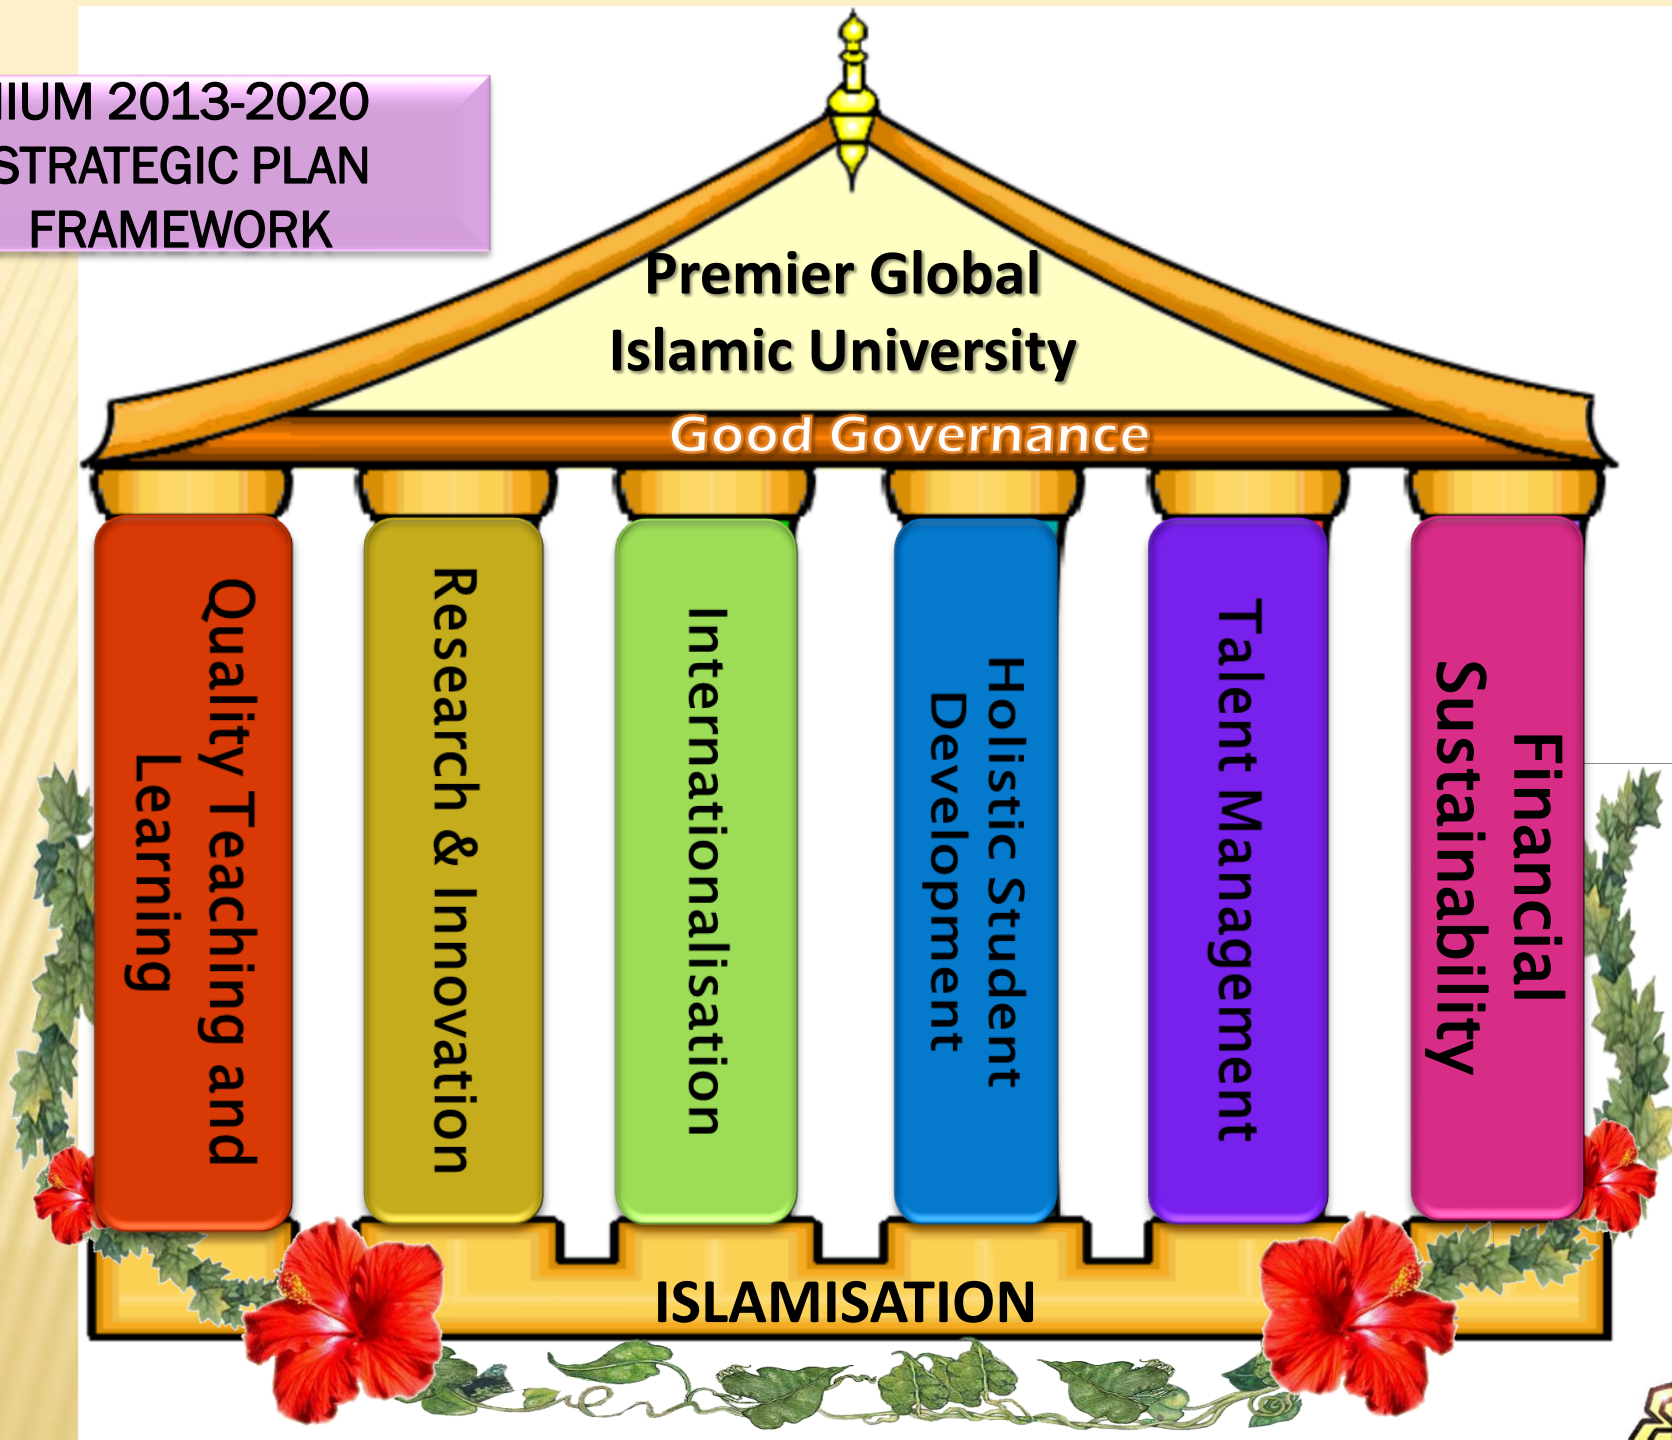 IIUM 2013-2020
STRATEGIC PLAN
FRAMEWORK
Premier Global
Islamic University
Good Governance
Quality Teaching and
Learning
Research & Innovation
Internationalisation
Holistic Student
Development
Talent Management
Financial
Sustainability
ISLAMISATION